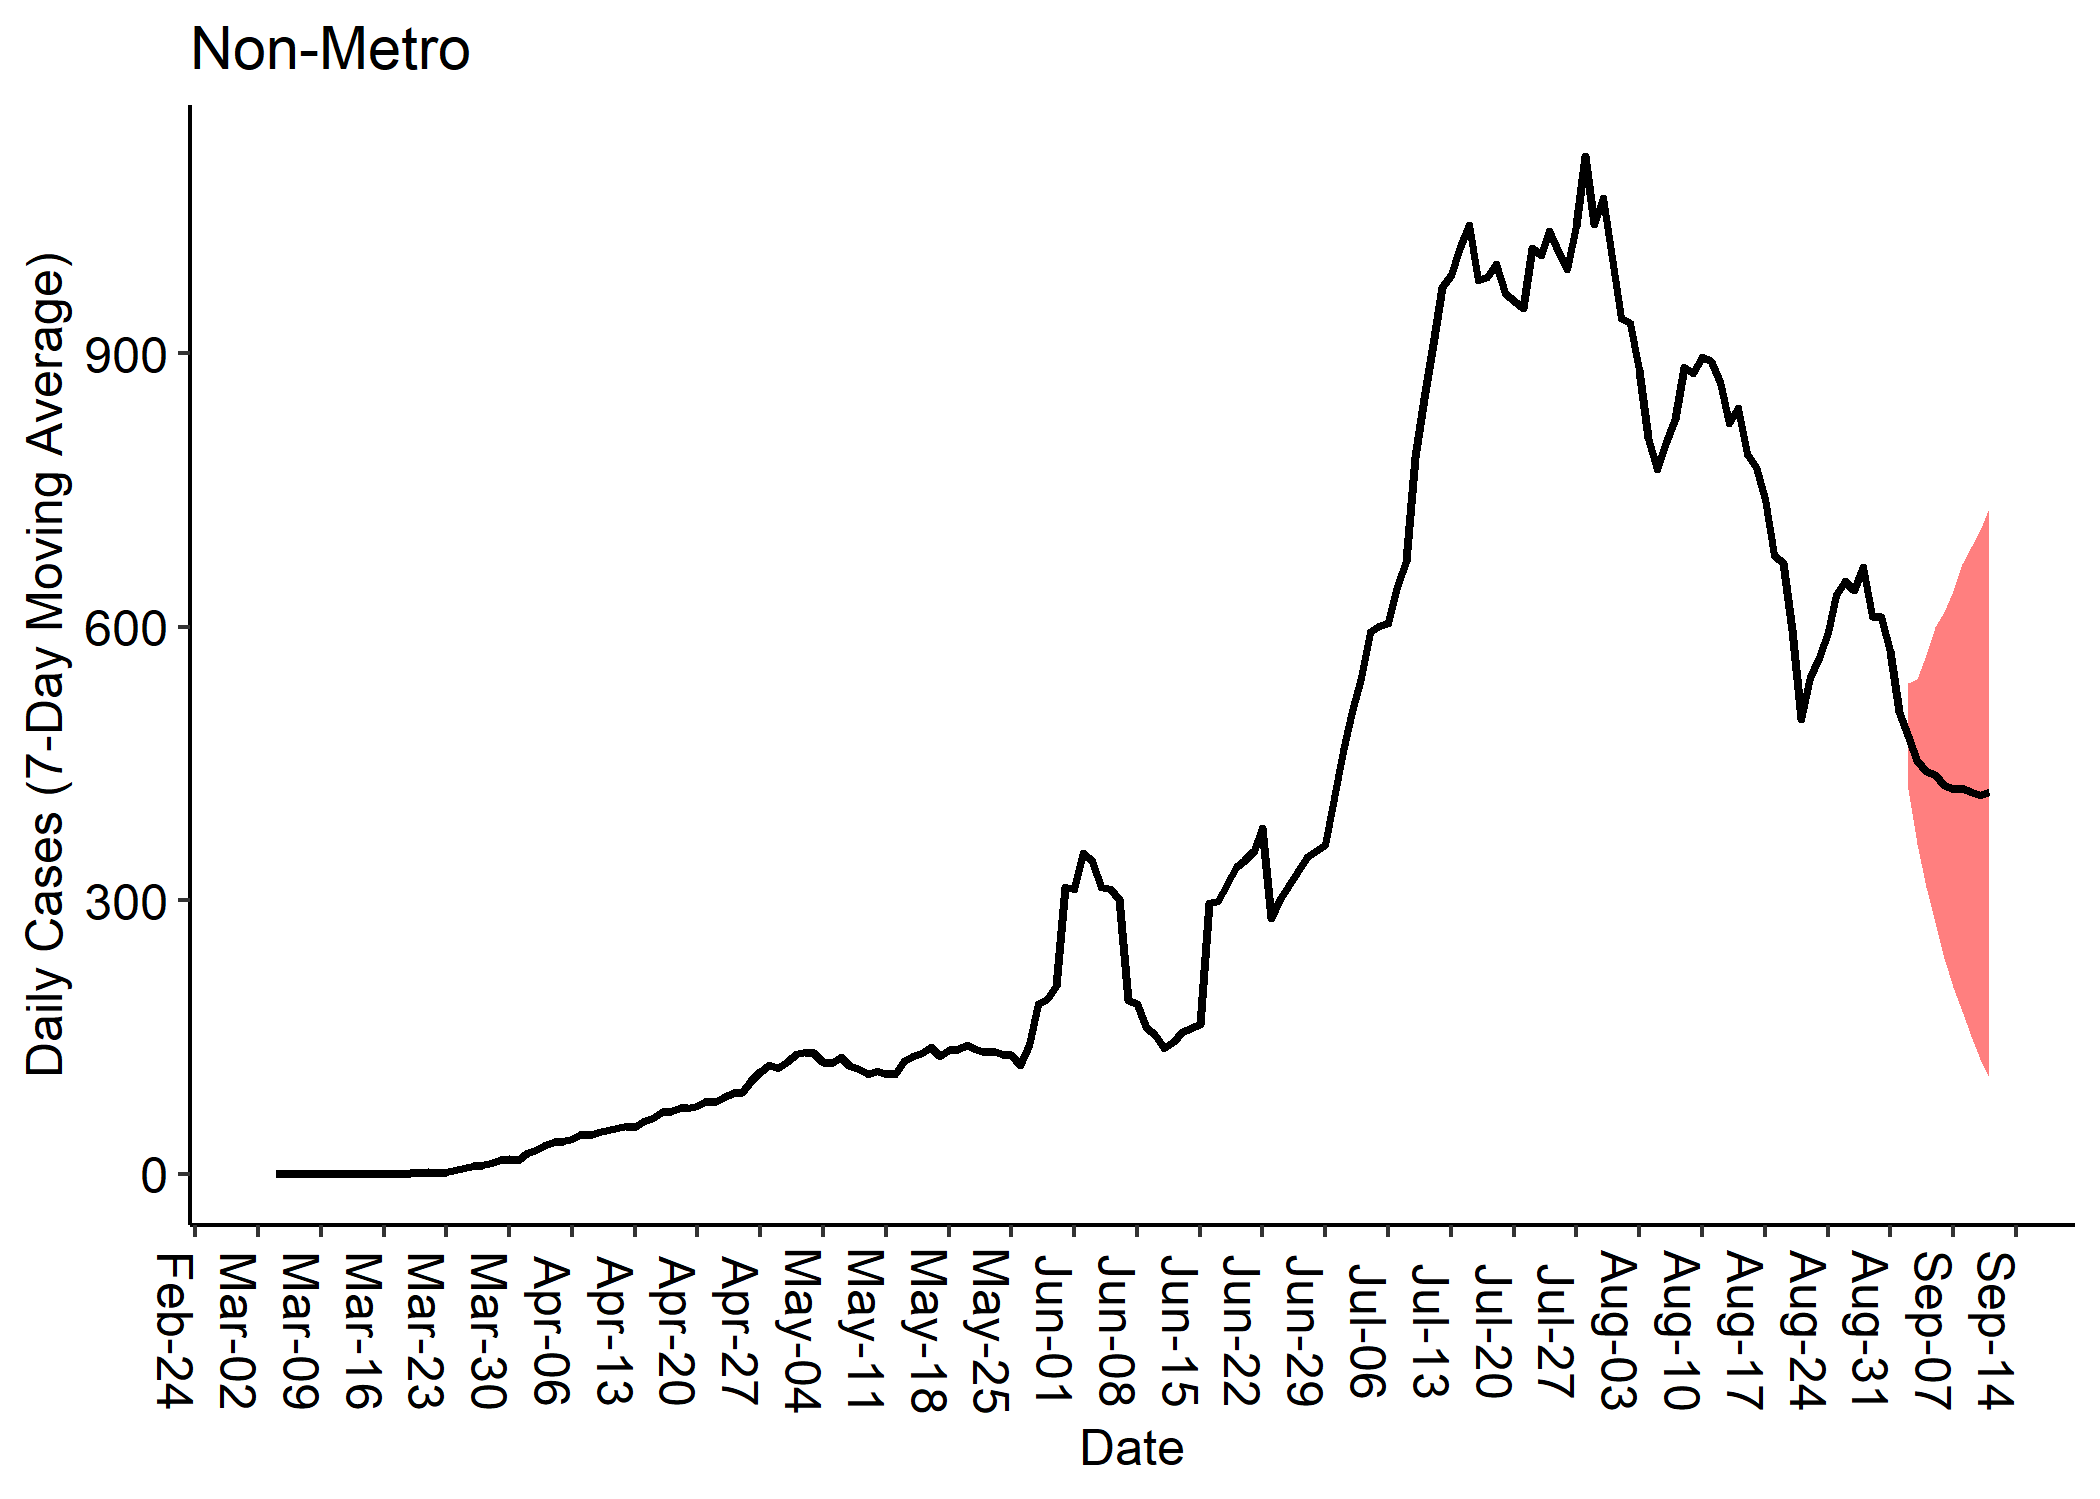 Non-Metro
Daily Cases (7-Day Moving Average)
900
600
300
0
Feb-24
Mar-02
Mar-09
Mar-16
Mar-23
Mar-30
Apr-06
Apr-13
Apr-20
Apr-27
May-04
May-11
May-18
May-25
Jun-01
Jun-08
Jun-15
Jun-22
Jun-29
Jul-06
Jul-13
Jul-20
Jul-27
Aug-03
Aug-10
Aug-17
Aug-24
Aug-31
Sep-07
Sep-14
Date